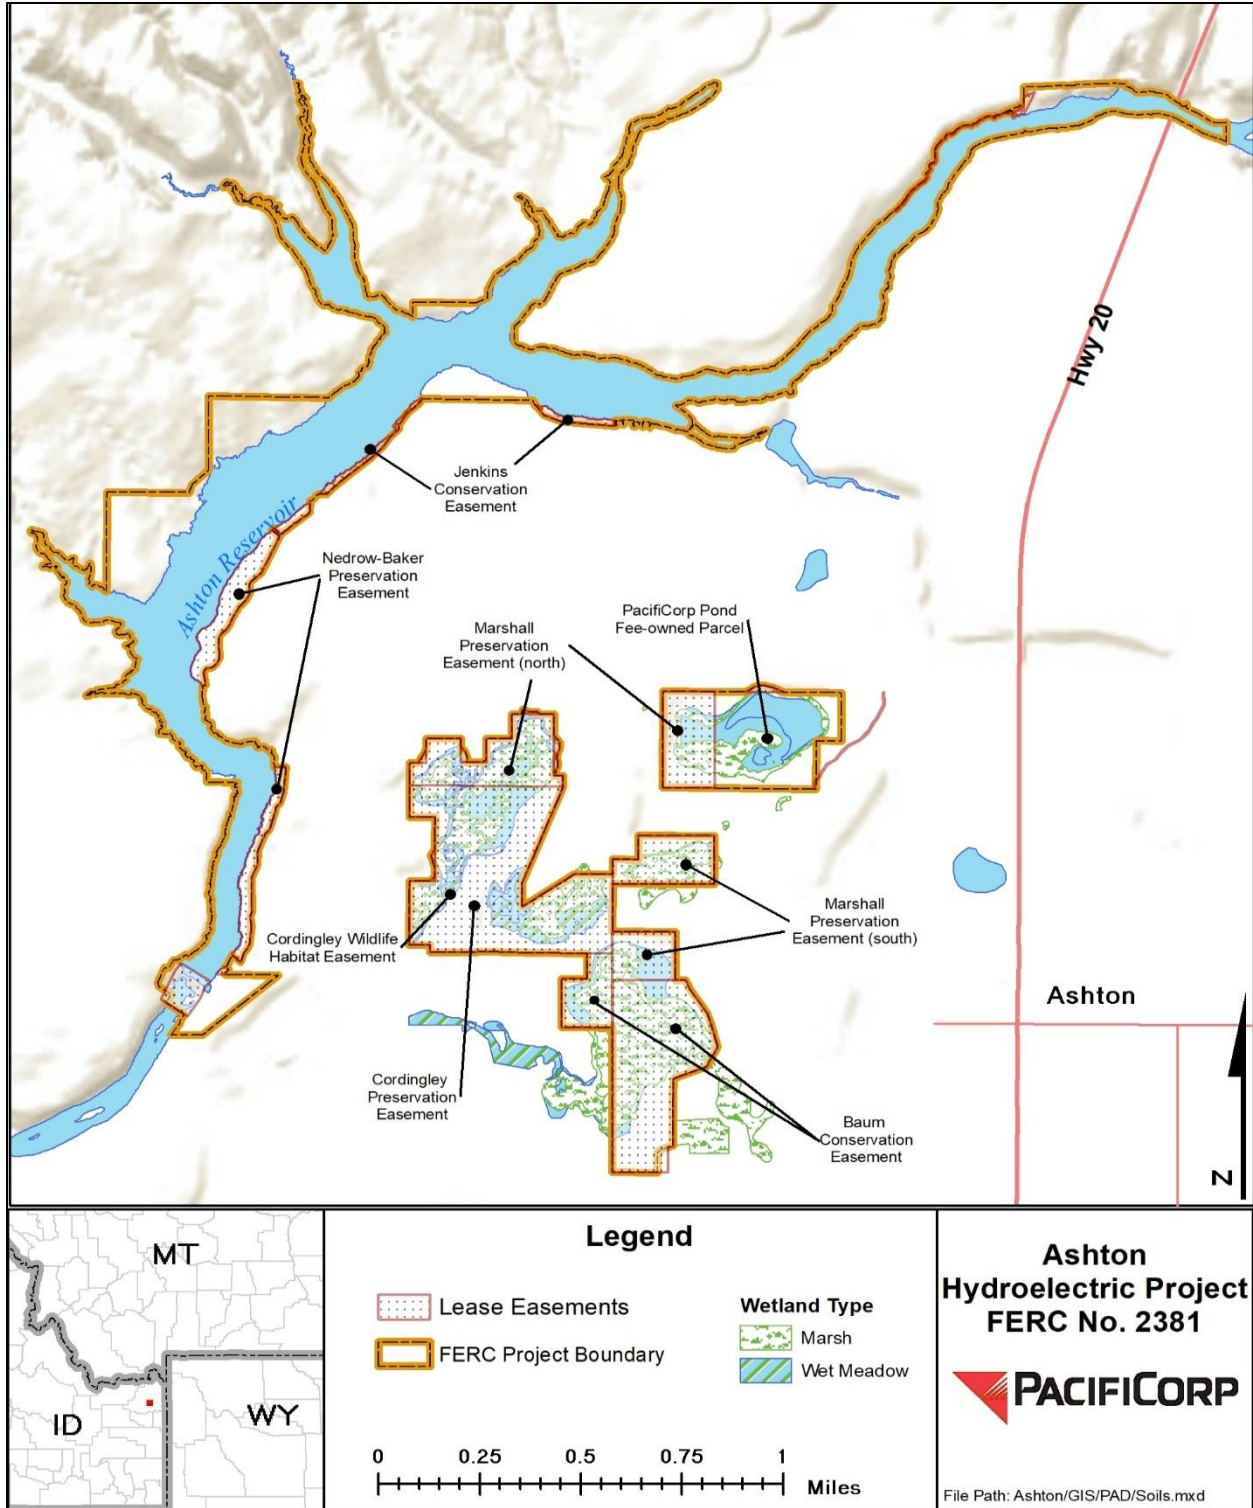 Hwy 20
Jenkins
Conservation
Easement
Ashton Reservoir
Nedrow-Baker
Preservation
Easement
Marshall
Preservation
Easement (north)
PacifiCorp Pond
Fee-owned Parcel
Cordingley Wildlife
Habitat Easement
Marshall
Preservation
Easement (south)
Ashton
Cordingley
Preservation
Easement
Baum
Conservation
Easement
N
MT
ID
WY
Legend
Lease Easements
FERC Project Boundary
Wetland Type
Marsh
Wet Meadow
0 0.25 0.5 0.75 1
Miles
Ashton
Hydroelectric Project
FERC No. 2381
PACIFICORP
File Path: Ashton/GIS/PAD/Soils.mxd